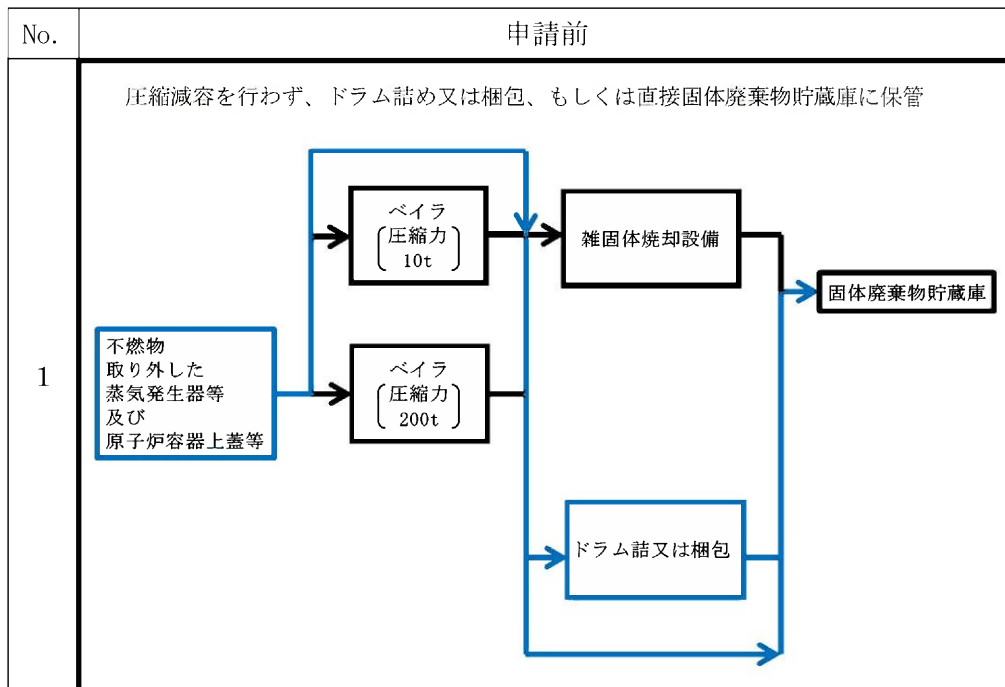 No.
申請前
1
圧縮減容を行わず、ドラム詰め又は梱包、もしくは直接固体廃棄物貯蔵庫に保管
ベイラ
圧縮力
10t
雑固体焼却設備
固体廃棄物貯蔵庫
不燃物
取り外した
蒸気発生器等
及び
原子炉容器上蓋等
ベイラ
圧縮力
200t
ドラム詰又は梱包